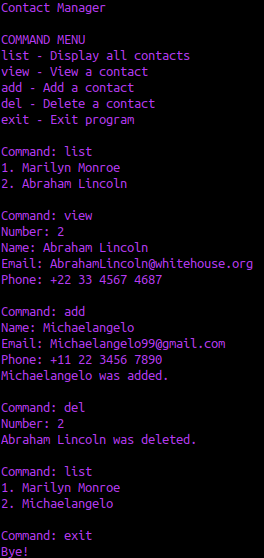 Contact Manager
COMMAND MENU
list - Display all contacts
view - View a contact
add - Add a contact
del - Delete a contact
exit - Exit program
Command: list
1. Marilyn Monroe
2. Abraham Lincoln
Command: view
Number: 2
Name: Abraham Lincoln
Email: AbrahamLincoln@whitehouse.org
Phone: +22 33 4567 4687
Command: add
Name: Michaelangelo
Email: Michaelangelo99@gmail.com
Phone: +11 22 3456 7890
Michaelangelo was added.
Command: del
Number: 2
Abraham Lincoln was deleted.
Command: list
1. Marilyn Monroe
2. Michaelangelo
Command: exit
Bye!